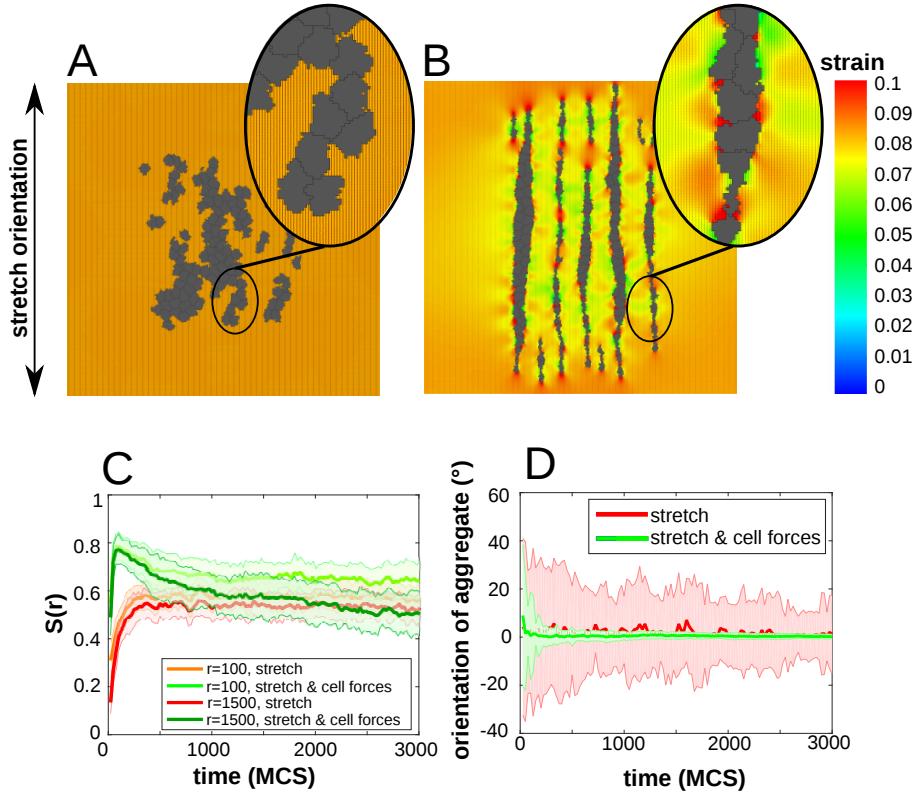 A
B
strain
stretch orientation
0.1
0.09
0.08
0.07
0.06
0.05
0.04
0.03
0.02
0.01
0
C
S(r)
1
0.8
0.6
0.4
0.2
0
0
1000
2000
3000
time (MCS)
r=100, stretch
r=100, stretch & cell forces
r=1500, stretch
r=1500, stretch & cell forces
D
orientation of aggregate (°)
60
40
20
0
-20
-40
0
1000
2000
3000
time (MCS)
stretch
stretch & cell forces